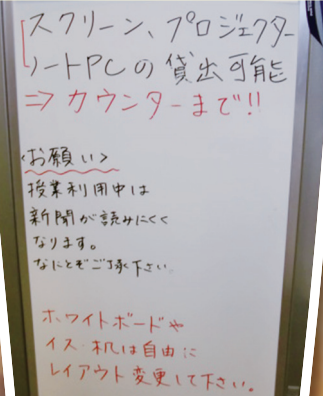 スクリーン、プロジェクター
ノートPCの貸出可能
⇒カウンターまで!!
<お願い>
授業利用中は
新聞が読みにくく
なります。
なにとぞご了承下さい。
ホワイトボードや
イス・机は自由に
レイアウト変更して下さい。